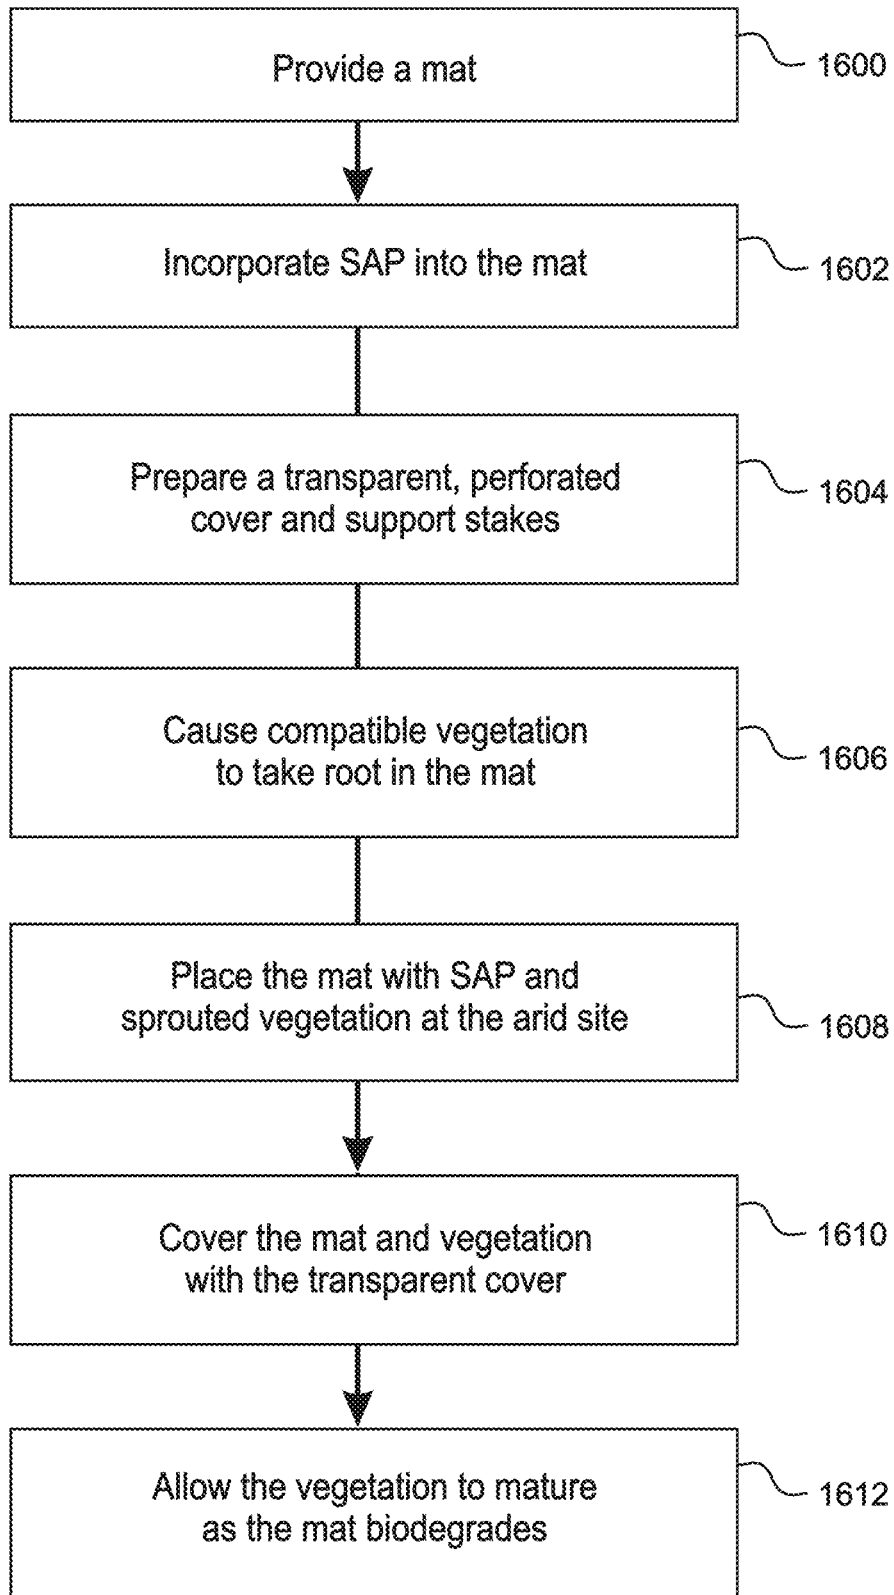 Provide a mat
1600
Incorporate SAP into the mat
1602
Prepare a transparent, perforated
cover and support stakes
1604
Cause compatible vegetation
to take root in the mat
1606
Place the mat with SAP and
sprouted vegetation at the arid site
1608
Cover the mat and vegetation
with the transparent cover
1610
Allow the vegetation to mature
as the mat biodegrades
1612